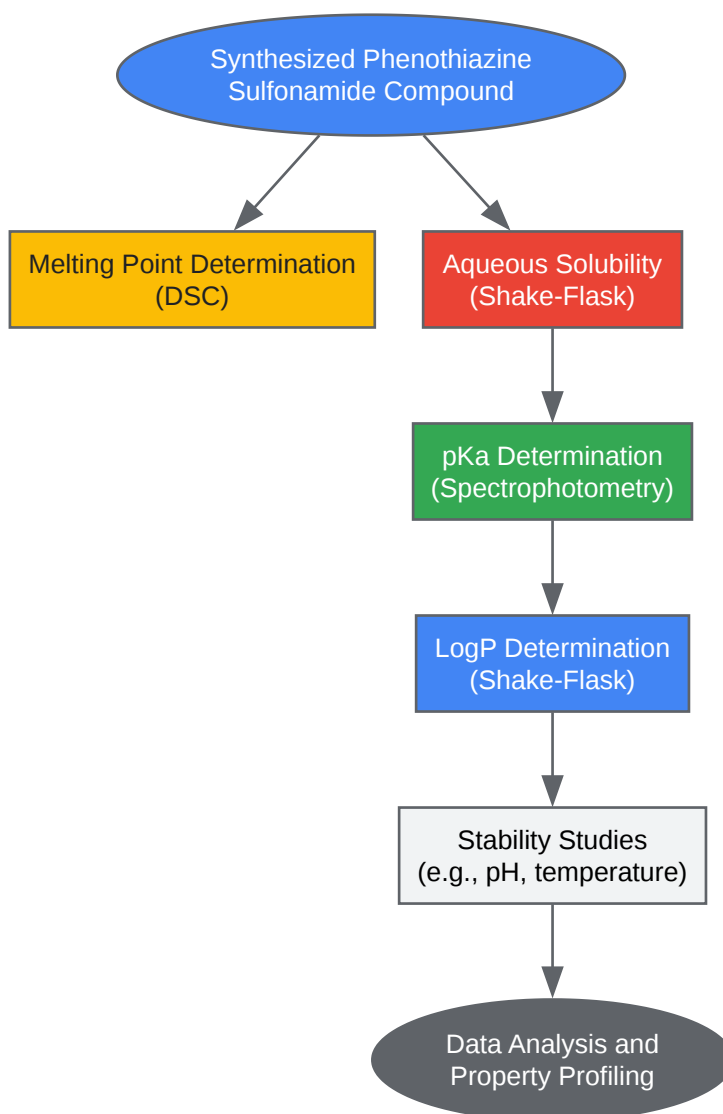 Synthesized Phenothiazine
Sulfonamide Compound
Melting Point Determination
(DSC)
Aqueous Solubility
(Shake-Flask)
pKa Determination
(Spectrophotometry)
LogP Determination
(Shake-Flask)
Stability Studies
(e.g., pH, temperature)
Data Analysis and
Property Profiling